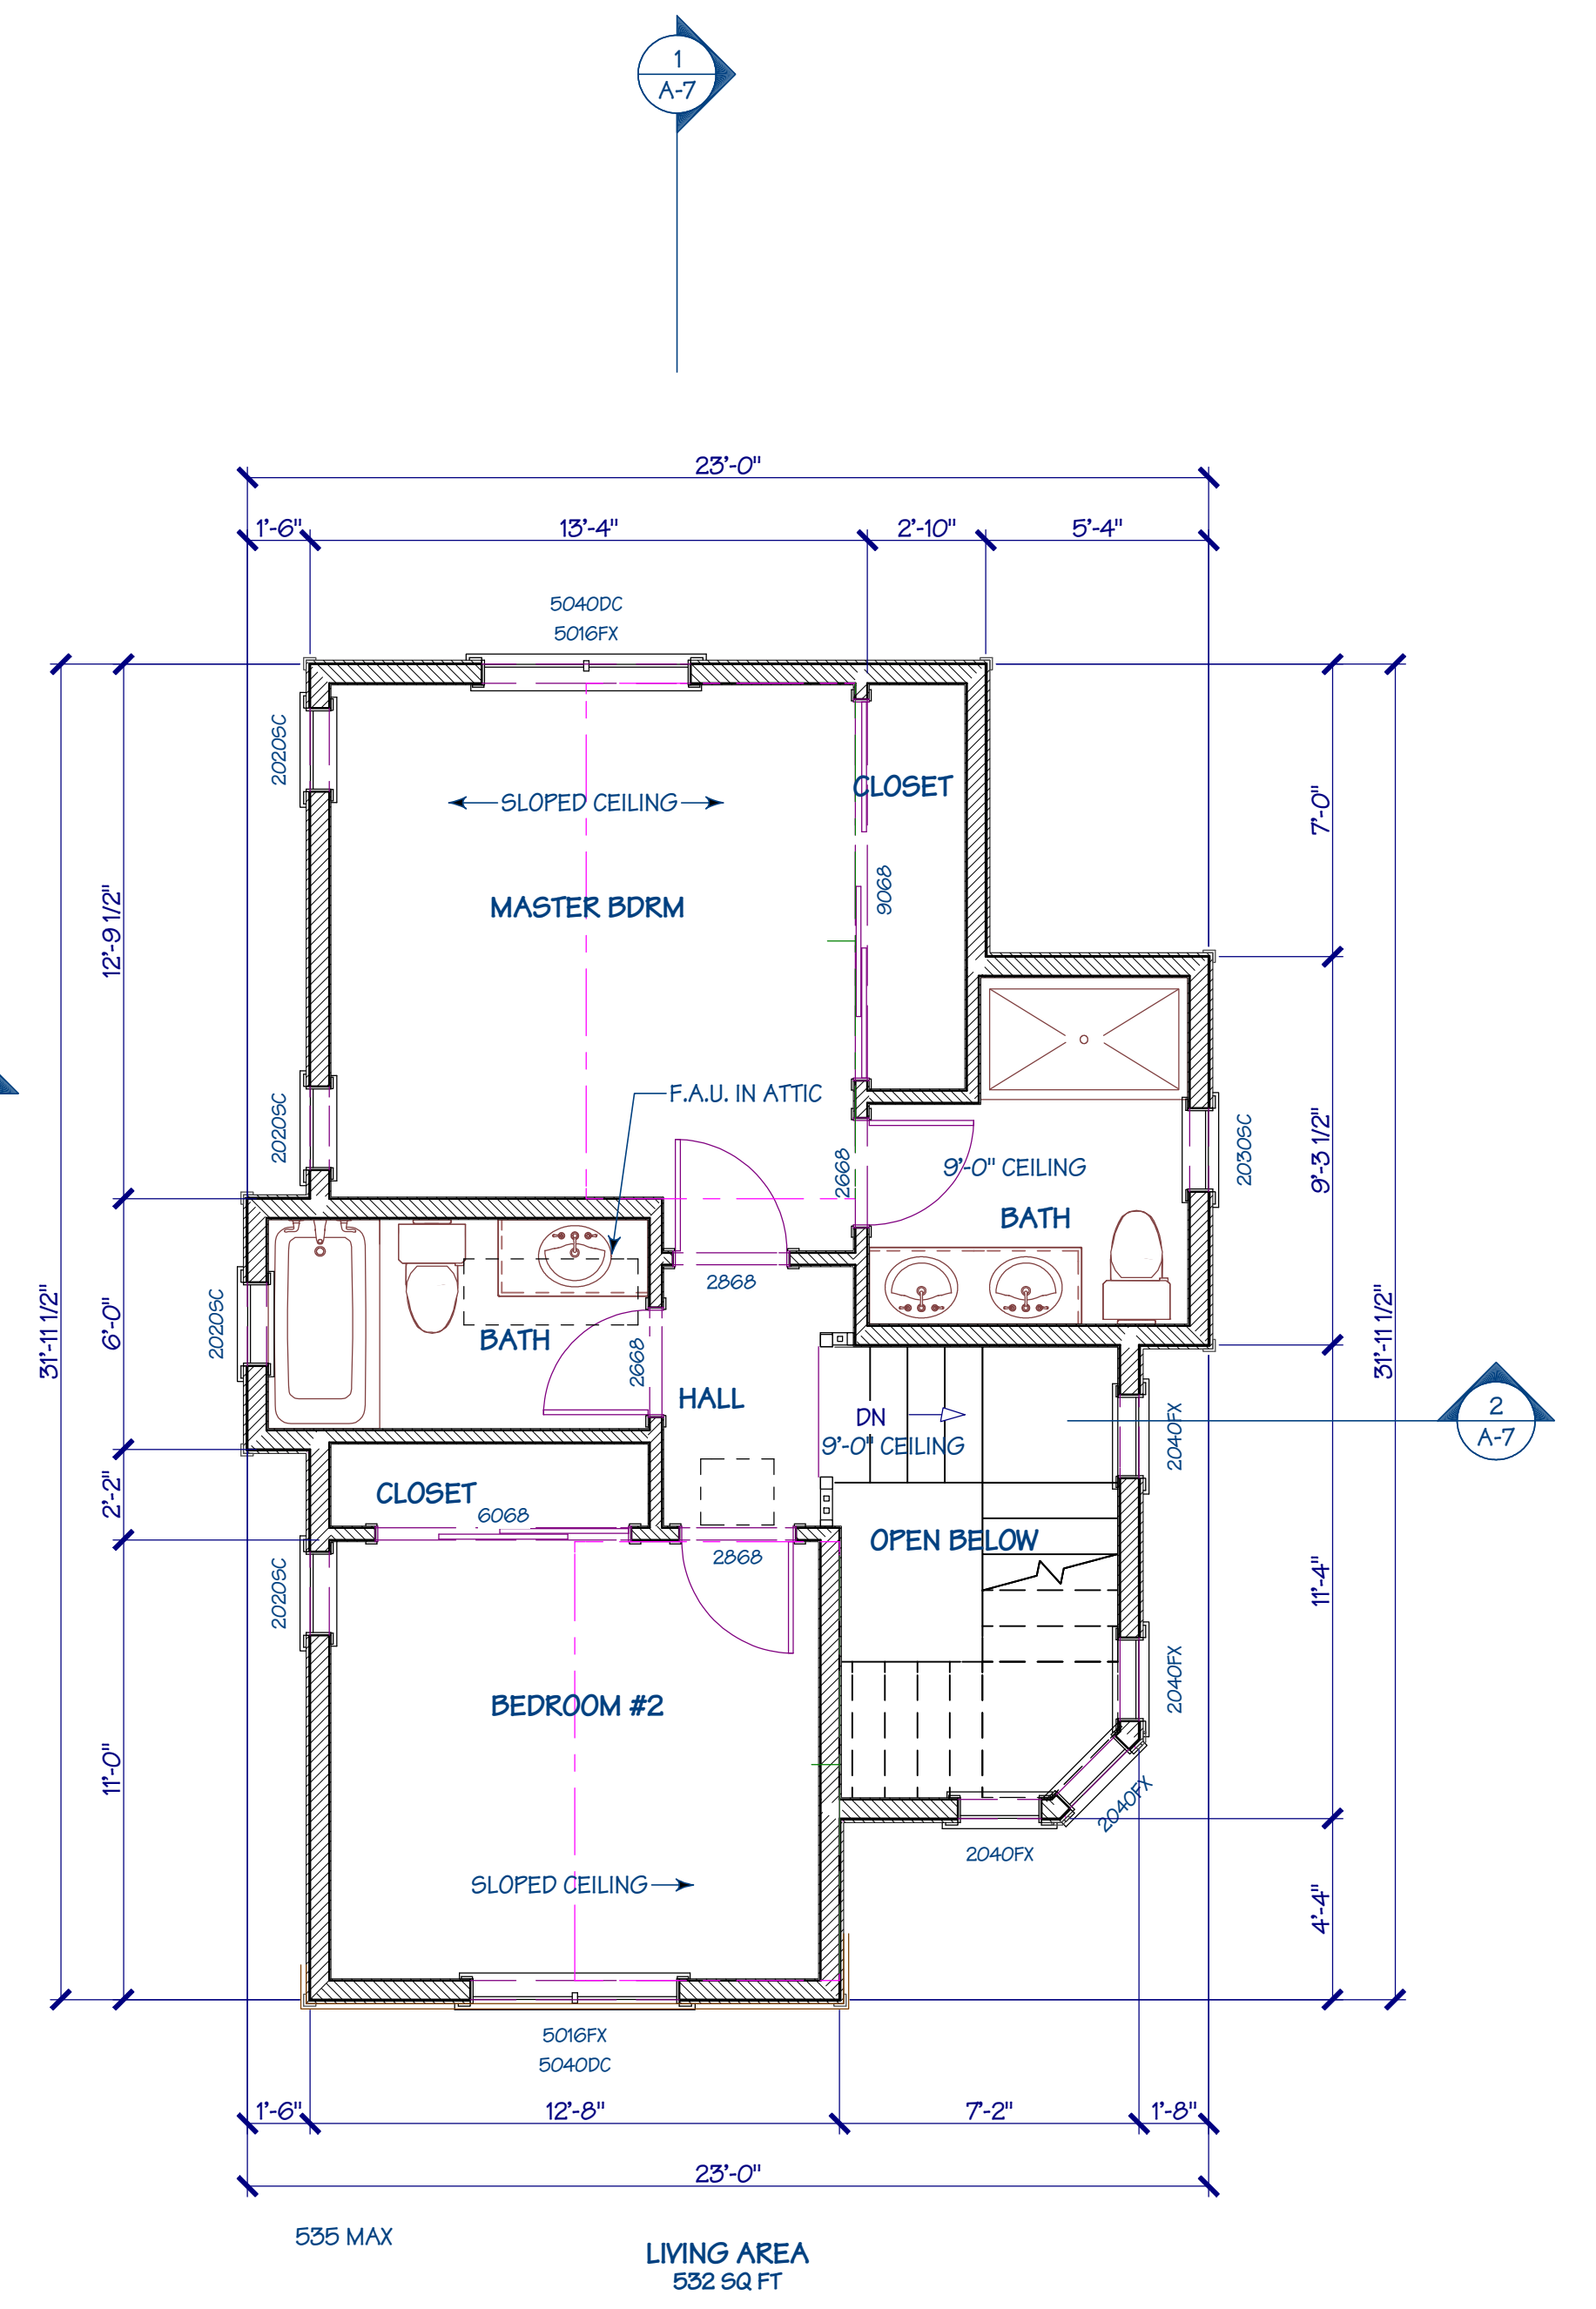 1
A-7
23'-0"
1'-6"
13'-4"
2'-10"
5'-4"
5040DC
5016FX
2020SC
CLOSET
SLOPED CEILING
7'-0"
9068
MASTER BDRM
12'-9 1/2"
F.A.U. IN ATTIC
2020SC
2030SC
9'-3 1/2"
2668
9'-0" CEILING
BATH
2868
31'-11 1/2"
6'-0"
2020SC
BATH
2668
31'-11 1/2"
HALL
DN
9'-0" CEILING
2040FX
2
A-7
2'-2"
CLOSET
6068
OPEN BELOW
2868
2020SC
11'-4"
2040FX
BEDROOM #2
11'-0"
2040FX
2040FX
SLOPED CEILING
4'-4"
5016FX
5040DC
1'-6"
12'-8"
7'-2"
1'-8"
23'-0"
535 MAX
LIVING AREA
532 SQ FT